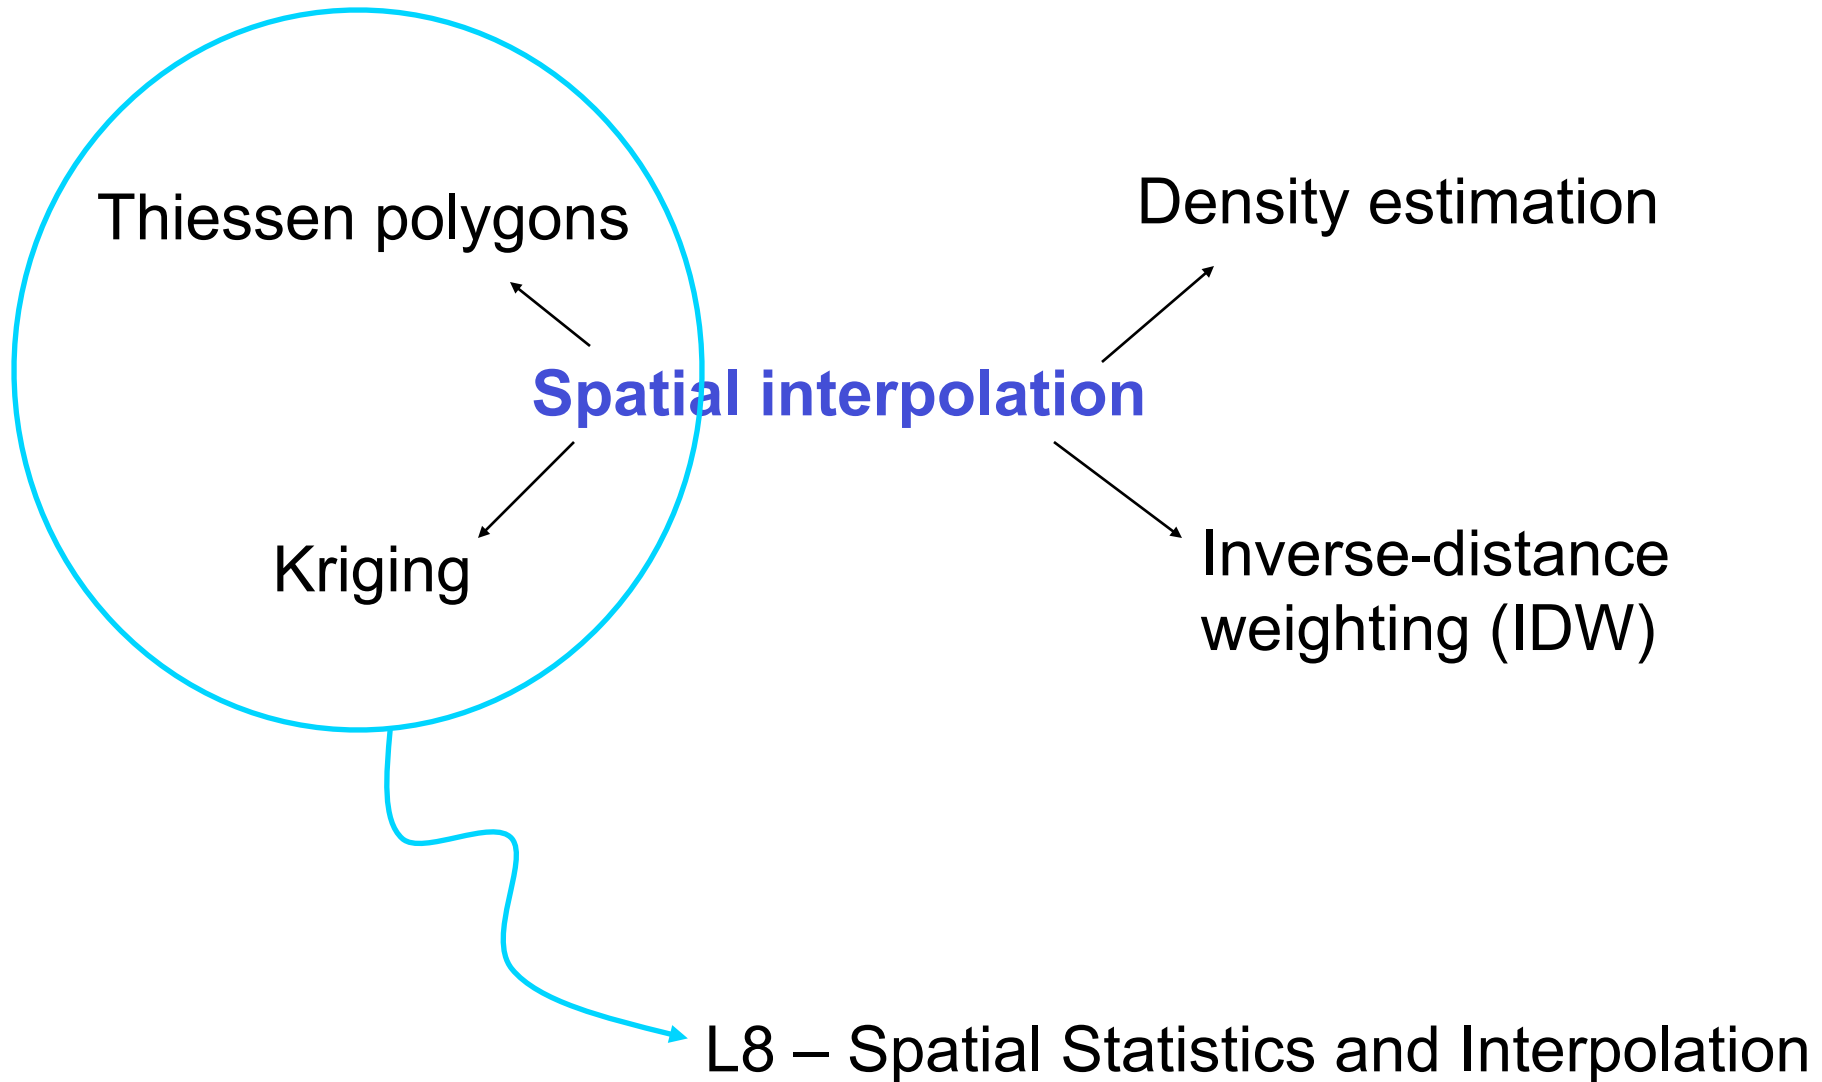 Thiessen polygons
Density estimation
Spatial interpolation
Kriging
Inverse-distance
weighting (IDW)
L8 – Spatial Statistics and Interpolation